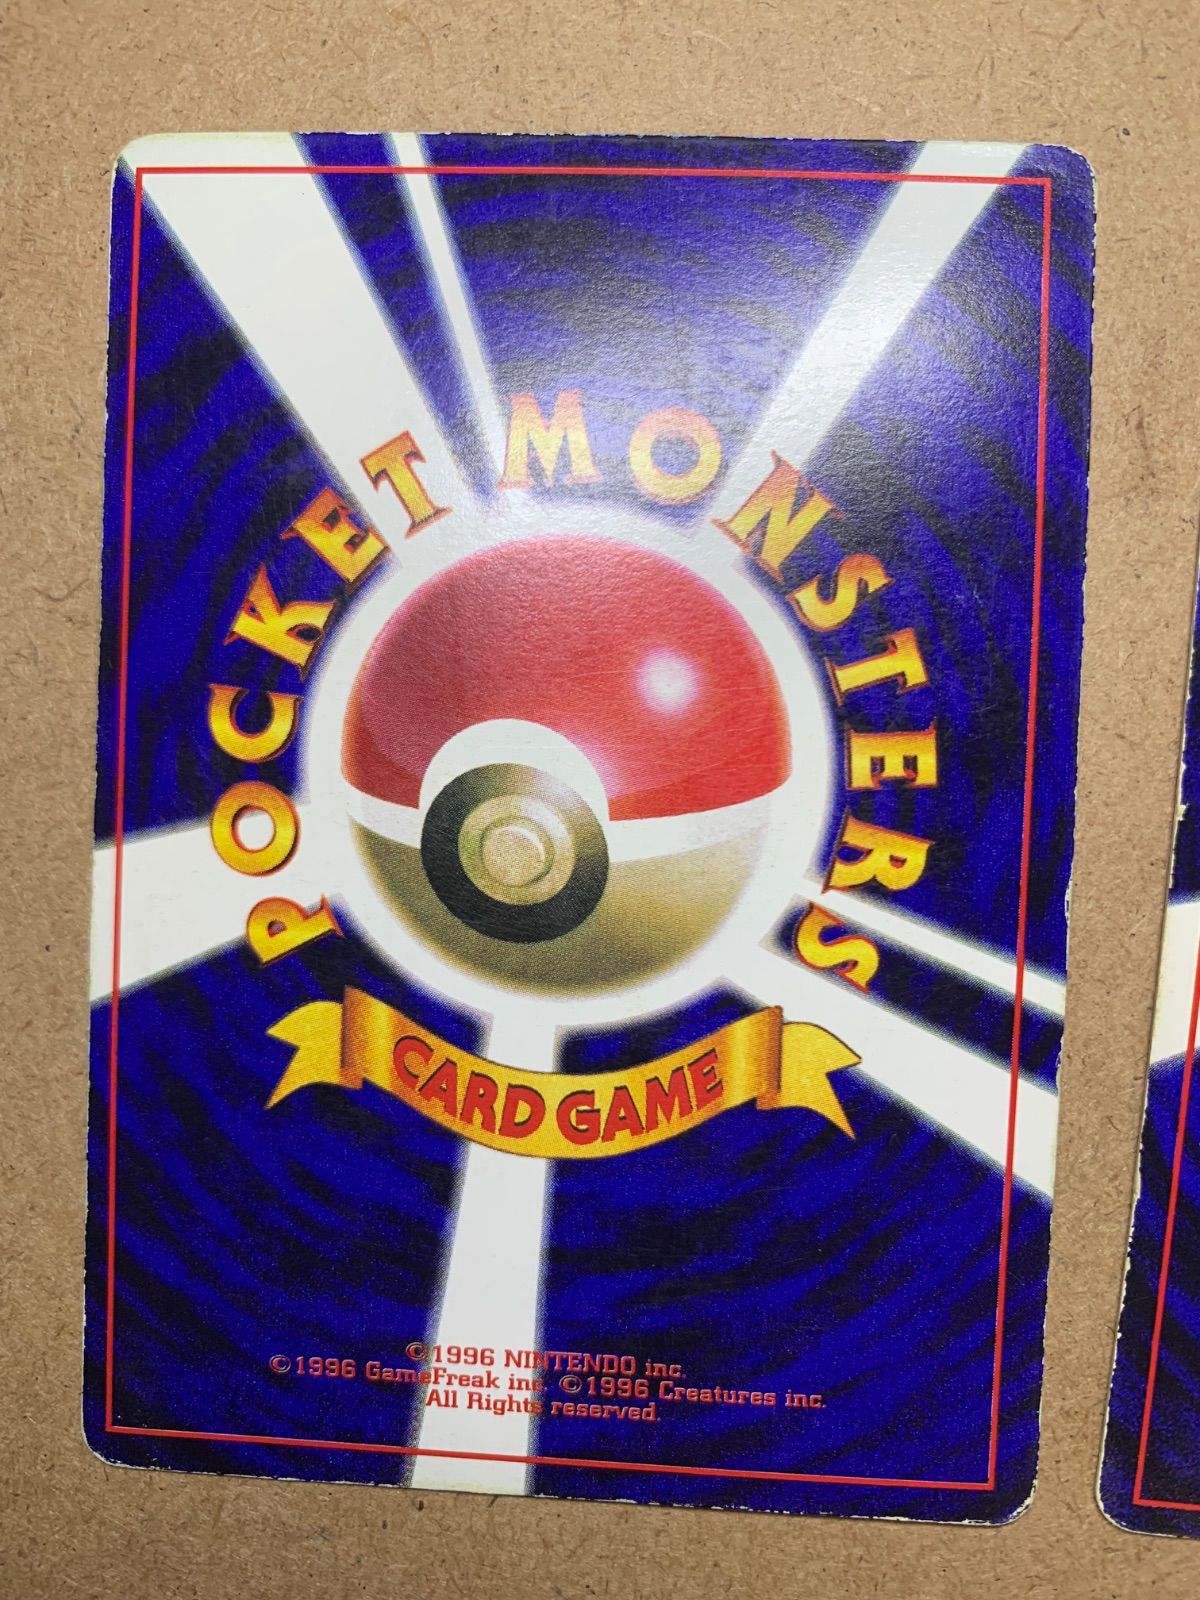 POCKET MONSTERS
CARD GAME
©1996 NINTENDO inc.
©1996 GameFreak inc. ©1996 Creatures inc.
All Rights reserved.